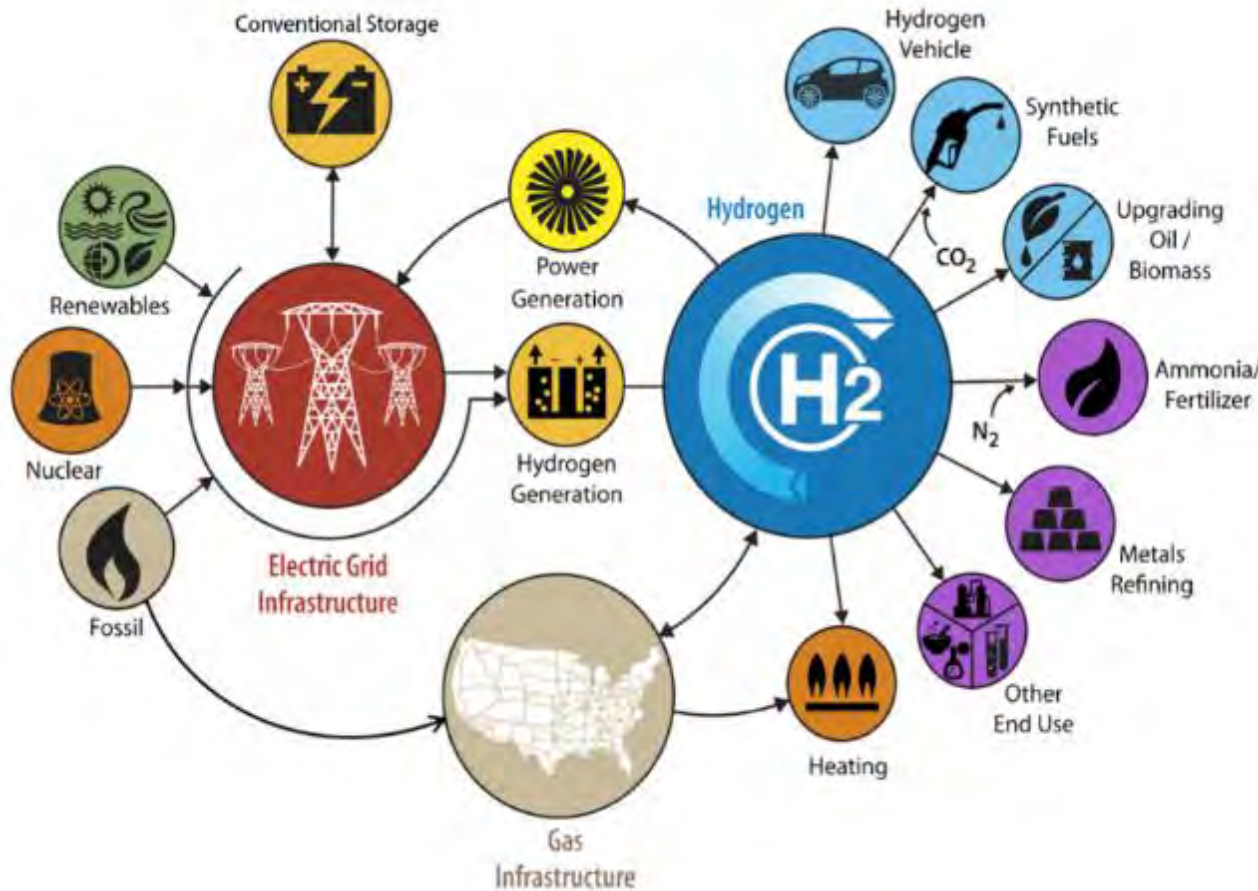 Conventional Storage
Hydrogen
Vehicle
Synthetic
Fuels
Hydrogen
Upgrading
Oil /
Biomass
CO2
Renewables
Power
Generation
H2
Ammonia/
Fertilizer
N2
Nuclear
Hydrogen
Generation
Electric Grid
Infrastructure
Metals
Refining
Fossil
Other
End Use
Heating
Gas
Infrastructure